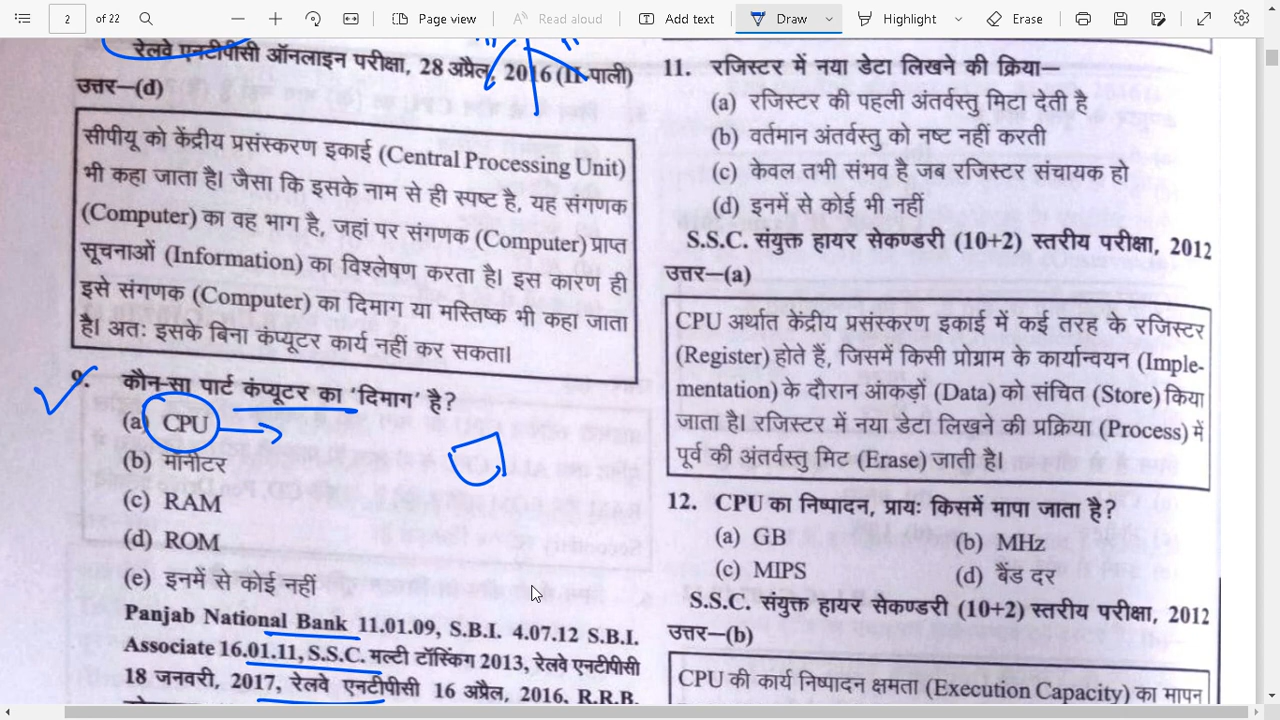 2
of 22
Page view
Read aloud
Add text
Draw
Highlight
Erase
रेलवे एनटीपीसी ऑनलाइन परीक्षा, 28 अप्रैल, 2016 (II-पाली)
उत्तर—(d)
सीपीयू को केंद्रीय प्रसंस्करण इकाई (Central Processing Unit)
भी कहा जाता है। जैसा कि इसके नाम से ही स्पष्ट है, यह संगणक
(Computer) का वह भाग है, जहां पर संगणक (Computer) प्राप्त
सूचनाओं (Information) का विश्लेषण करता है। इस कारण ही
इसे संगणक (Computer) का दिमाग या मस्तिष्क भी कहा जाता
है। अतः इसके बिना कंप्यूटर कार्य नहीं कर सकता।
9. कौन-सा पार्ट कंप्यूटर का 'दिमाग' है?
(a) CPU
(b) मॉनीटर
(c) RAM
(d) ROM
(e) इनमें से कोई नहीं
Panjab National Bank 11.01.09, S.B.I. 4.07.12 S.B.I.
Associate 16.01.11, S.S.C. मल्टी टॉस्किंग 2013, रेलवे एनटीपीसी
18 जनवरी, 2017, रेलवे एनटीपीसी 16 अप्रैल, 2016, R.R.B.
11. रजिस्टर में नया डेटा लिखने की क्रिया—
(a) रजिस्टर की पहली अंतर्वस्तु मिटा देती है
(b) वर्तमान अंतर्वस्तु को नष्ट नहीं करती
(c) केवल तभी संभव है जब रजिस्टर संचायक हो
(d) इनमें से कोई भी नहीं
S.S.C. संयुक्त हायर सेकण्डरी (10+2) स्तरीय परीक्षा, 2012
उत्तर—(a)
CPU अर्थात केंद्रीय प्रसंस्करण इकाई में कई तरह के रजिस्टर
(Register) होते हैं, जिसमें किसी प्रोग्राम के कार्यान्वयन (Imple-
mentation) के दौरान आंकड़ों (Data) को संचित (Store) किया
जाता है। रजिस्टर में नया डेटा लिखने की प्रक्रिया (Process) में
पूर्व की अंतर्वस्तु मिट (Erase) जाती है।
12. CPU का निष्पादन, प्रायः किसमें मापा जाता है?
(a) GB (b) MHz
(c) MIPS (d) बैंड दर
S.S.C. संयुक्त हायर सेकण्डरी (10+2) स्तरीय परीक्षा, 2012
उत्तर—(b)
CPU की कार्य निष्पादन क्षमता (Execution Capacity) का मापन